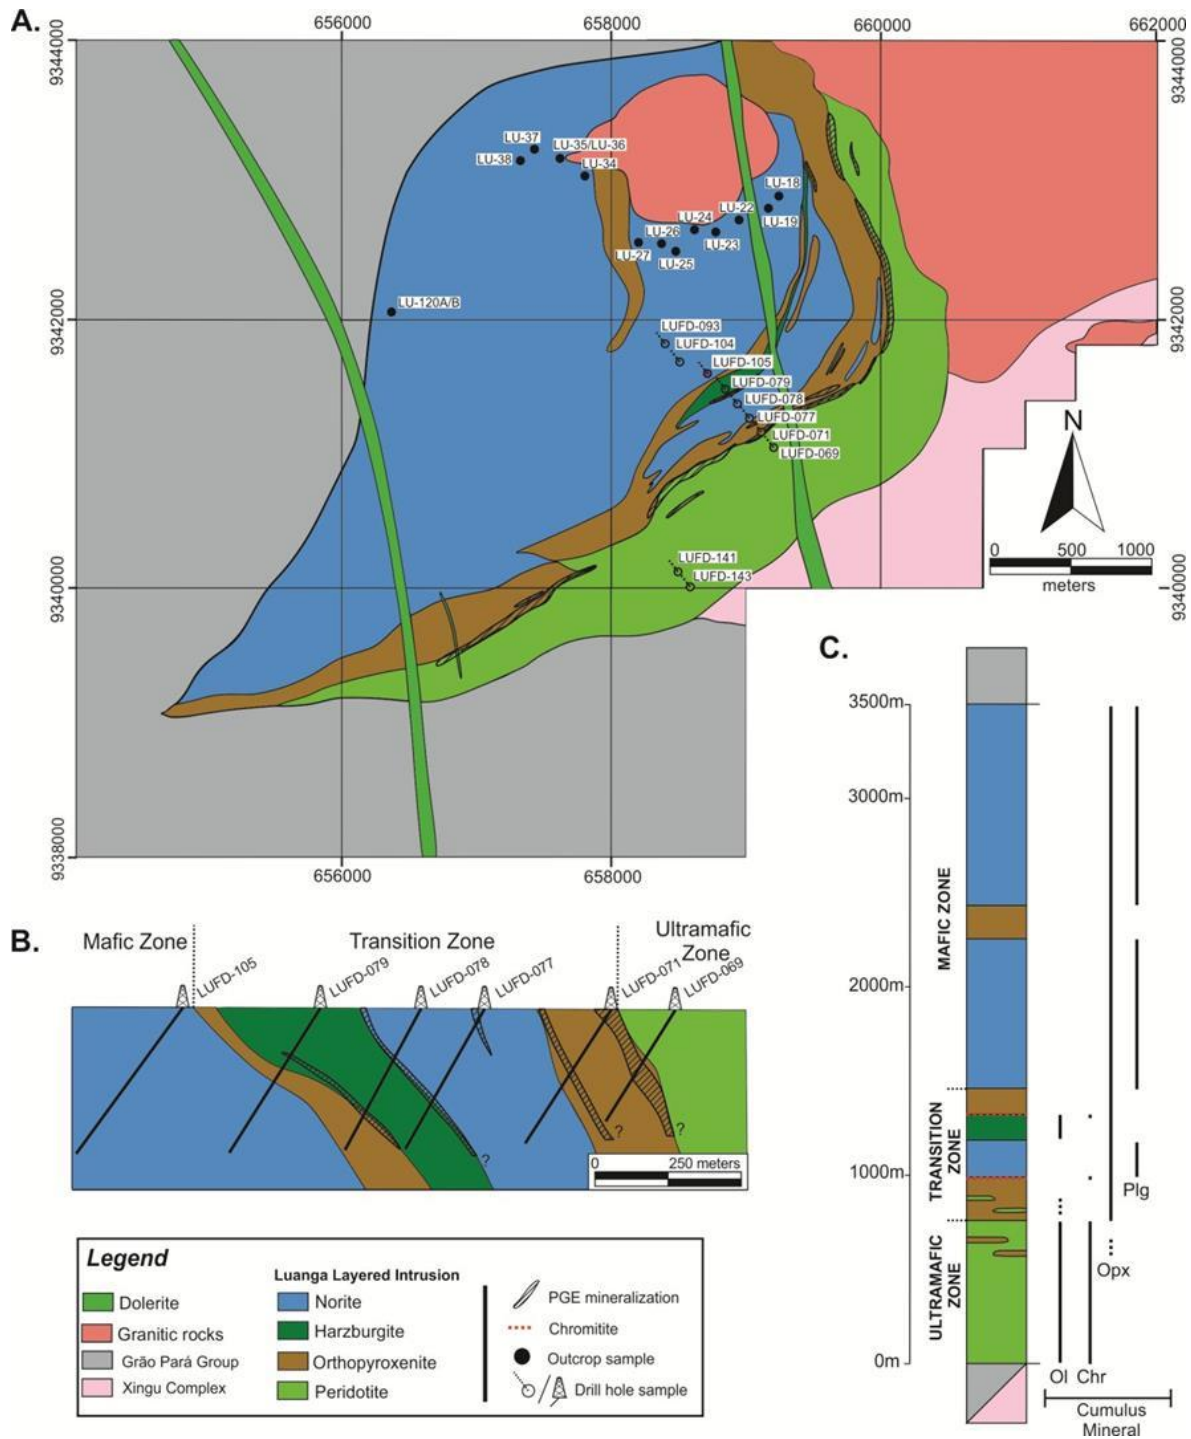 A.
656000
658000
660000
662000
9344000
9344000
LU-37
LU-35/LU-36
LU-38
LU-34
LU-18
LU-22
LU-24
LU-19
LU-26
LU-23
LU-27
LU-25
LU-120A/B
9342000
9342000
LUFD-093
LUFD-104
LUFD-105
LUFD-079
LUFD-078
LUFD-077
LUFD-071
LUFD-069
N
0 500 1000
meters
LUFD-141
LUFD-143
9340000
9340000
9338000
656000
658000
B.
Mafic Zone
Transition Zone
Ultramafic
Zone
LUFD-105
LUFD-079
LUFD-078
LUFD-077
LUFD-071
LUFD-069
?
?
?
0 250 meters
Legend
Dolerite
Granitic rocks
Grão Pará Group
Xingu Complex
Luanga Layered Intrusion
Norite
Harzburgite
Orthopyroxenite
Peridotite
PGE mineralization
Chromitite
Outcrop sample
Drill hole sample
C.
3500m
3000m
2000m
1000m
0m
MAFIC ZONE
TRANSITION
ZONE
ULTRAMAFIC
ZONE
Plg
Opx
Ol Chr
Cumulus
Mineral